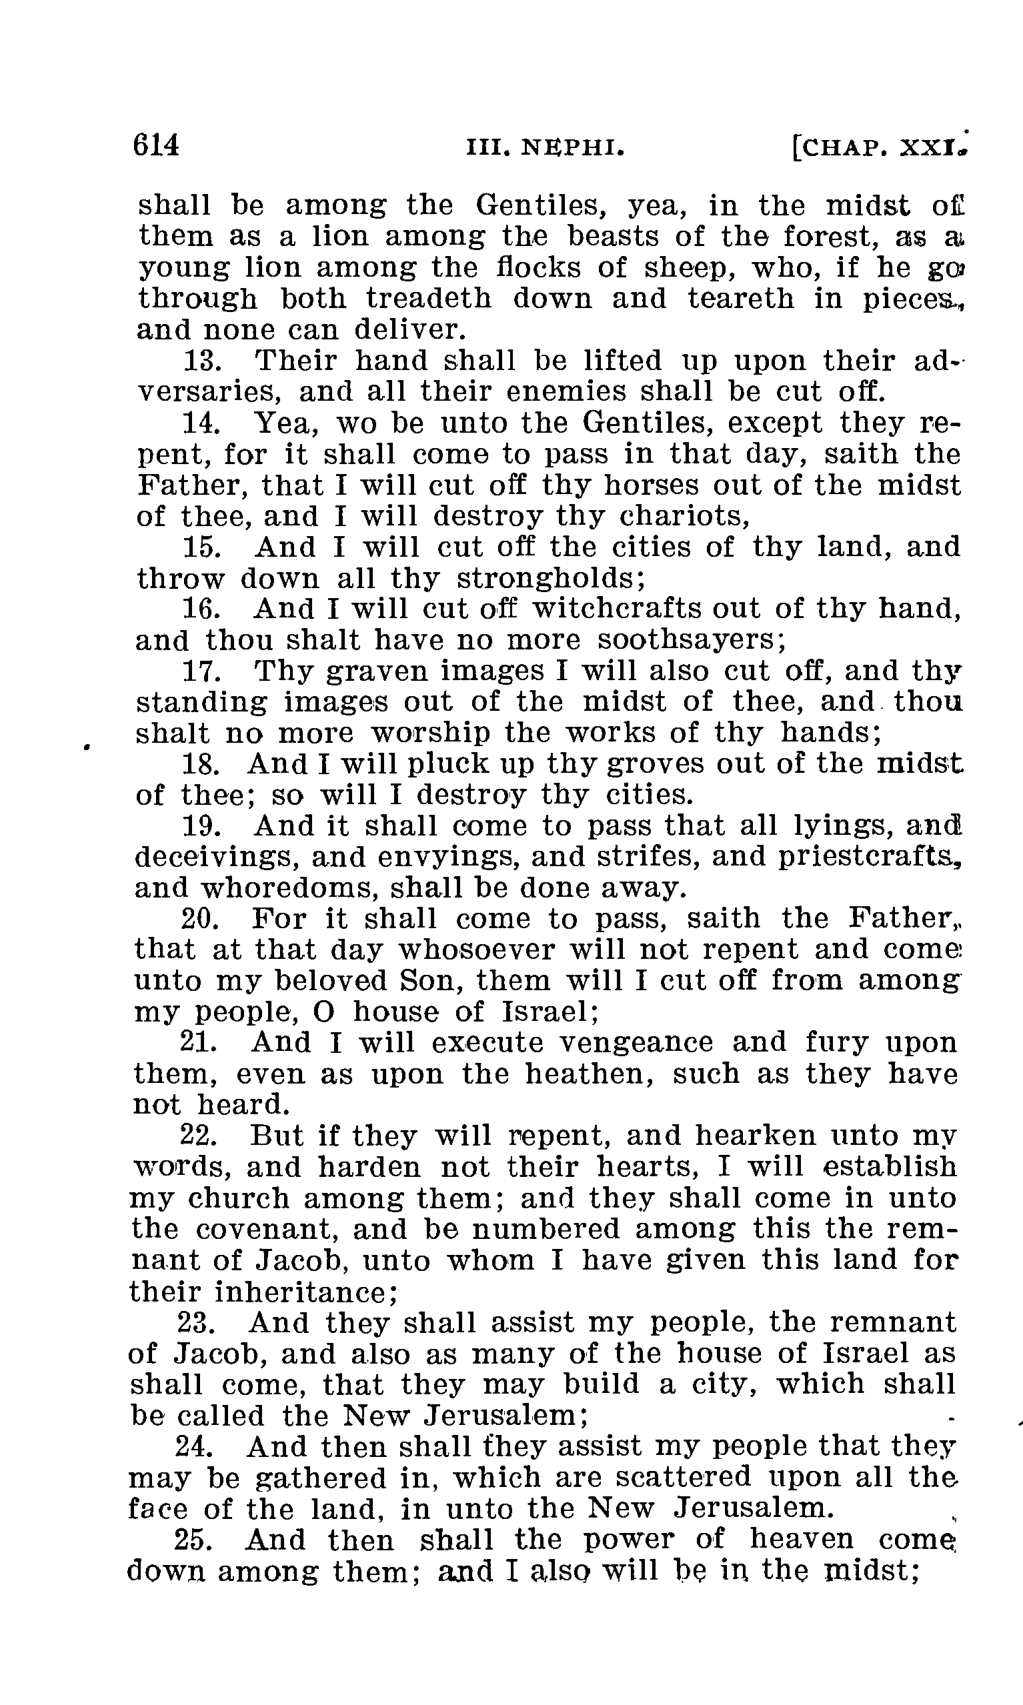 614 III. NEPHI. [CHAP. XXI.
shall be among the Gentiles, yea, in the midst of
them as a lion among the beasts of the forest, as a
young lion among the flocks of sheep, who, if he go
through both treadeth down and teareth in pieces,
and none can deliver.
13. Their hand shall be lifted up upon their ad-
versaries, and all their enemies shall be cut off.
14. Yea, wo be unto the Gentiles, except they re-
pent, for it shall come to pass in that day, saith the
Father, that I will cut off thy horses out of the midst
of thee, and I will destroy thy chariots,
15. And I will cut off the cities of thy land, and
throw down all thy strongholds;
16. And I will cut off witchcrafts out of thy hand,
and thou shalt have no more soothsayers;
17. Thy graven images I will also cut off, and thy
standing images out of the midst of thee, and thou
shalt no more worship the works of thy hands;
18. And I will pluck up thy groves out of the midst
of thee; so will I destroy thy cities.
19. And it shall come to pass that all lyings, and
deceivings, and envyings, and strifes, and priestcrafts,
and whoredoms, shall be done away.
20. For it shall come to pass, saith the Father,
that at that day whosoever will not repent and come
unto my beloved Son, them will I cut off from among
my people, O house of Israel;
21. And I will execute vengeance and fury upon
them, even as upon the heathen, such as they have
not heard.
22. But if they will repent, and hearken unto my
words, and harden not their hearts, I will establish
my church among them; and they shall come in unto
the covenant, and be numbered among this the rem-
nant of Jacob, unto whom I have given this land for
their inheritance;
23. And they shall assist my people, the remnant
of Jacob, and also as many of the house of Israel as
shall come, that they may build a city, which shall
be called the New Jerusalem;
24. And then shall they assist my people that they
may be gathered in, which are scattered upon all the
face of the land, in unto the New Jerusalem.
25. And then shall the power of heaven come
down among them; and I also will be in the midst;